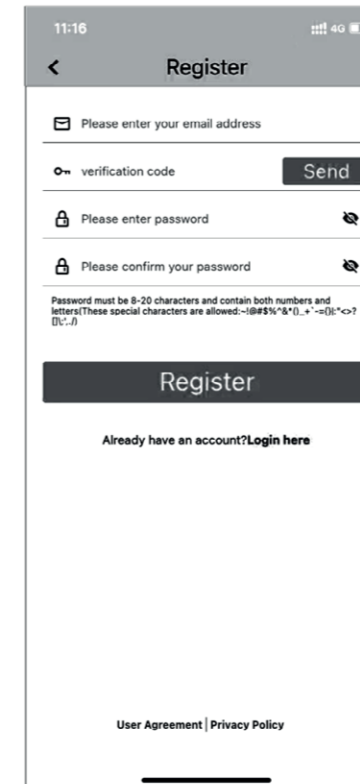 11:16
4G
Register
Please enter your email address
verification code
Send
Please enter password
Please confirm your password
Password must be 8-20 characters and contain both numbers and
letters(These special characters are allowed:~!@#$%^&*()_+`-={}|:"<>?
Register
Already have an account?Login here
User Agreement | Privacy Policy